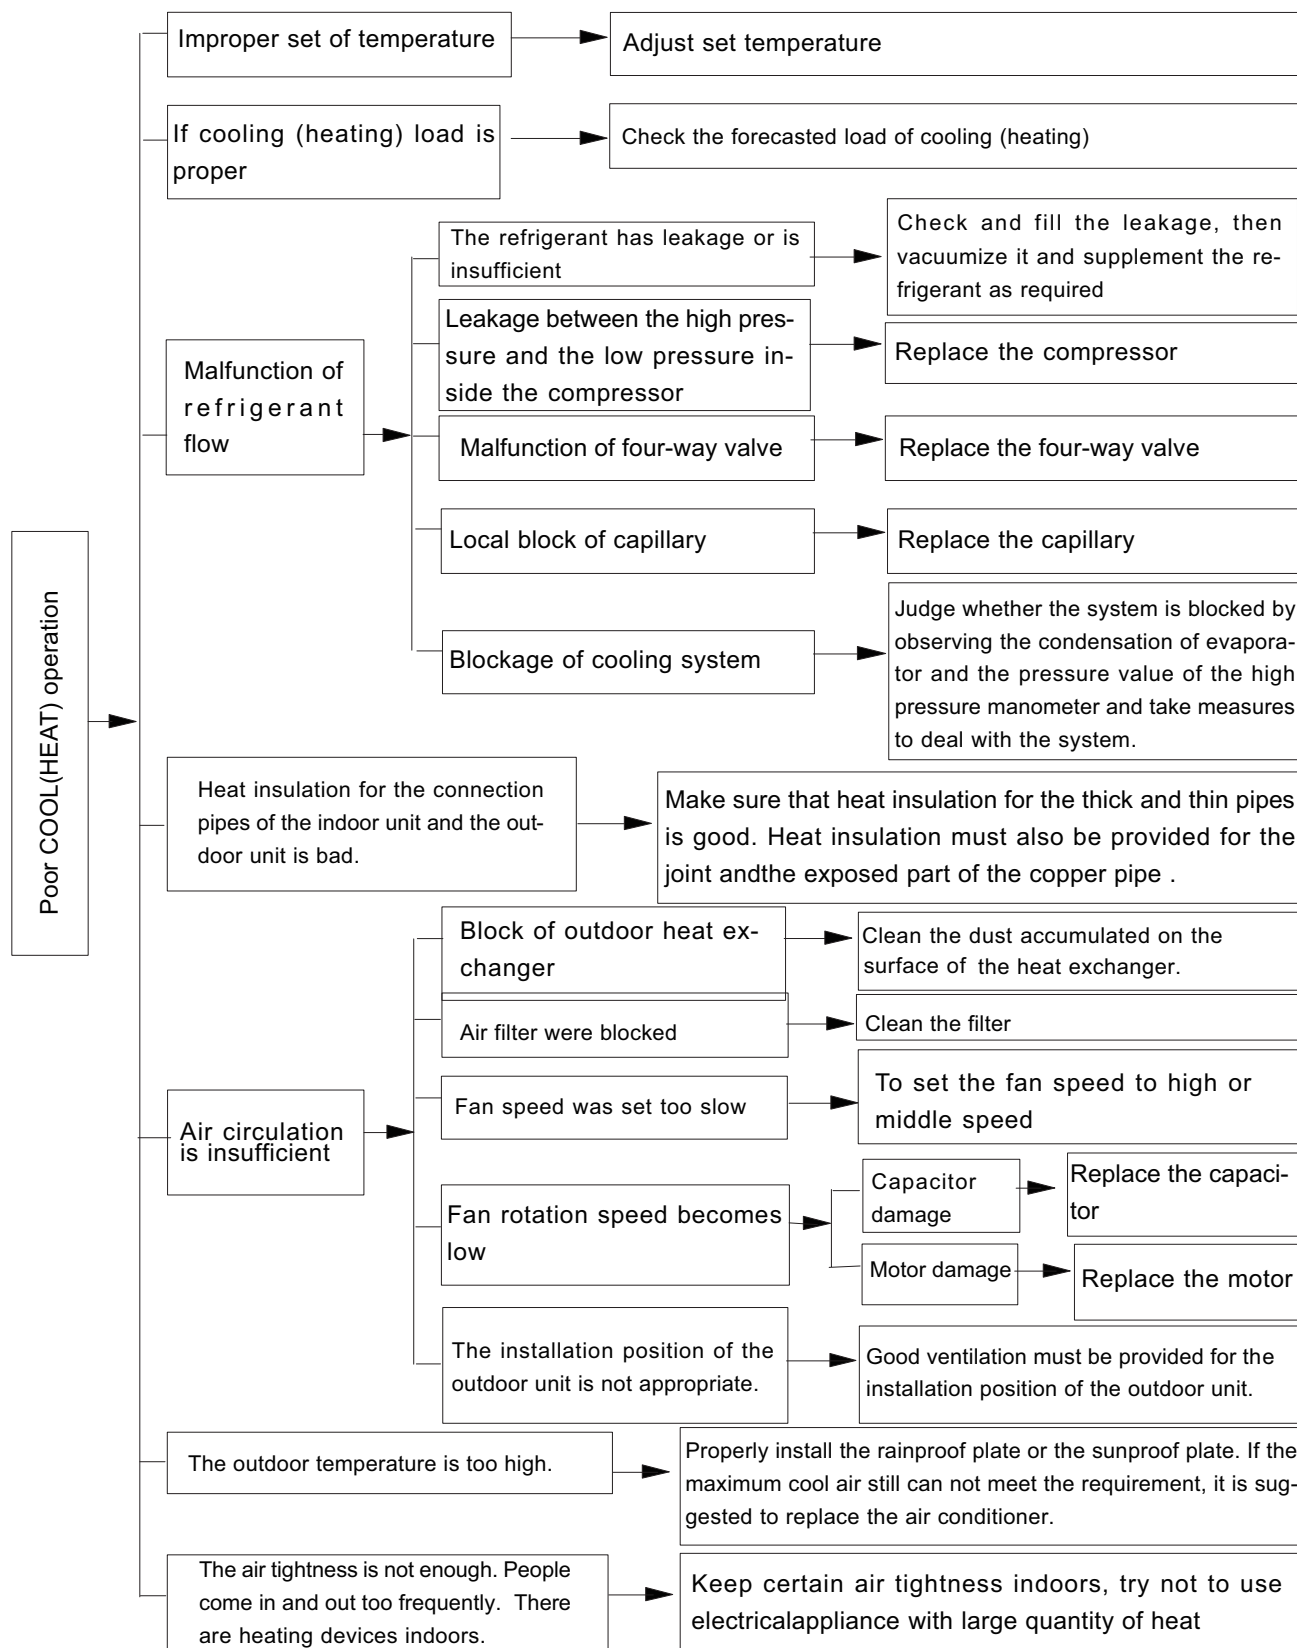 Improper set of temperature
Adjust set temperature
If cooling (heating) load is
proper
Check the forecasted load of cooling (heating)
The refrigerant has leakage or is
insufficient
Check and fill the leakage, then
vacuumize it and supplement the re-
frigerant as required
Leakage between the high pres-
sure and the low pressure in-
side the compressor
Replace the compressor
Malfunction of
refrigerant
flow
Malfunction of four-way valve
Replace the four-way valve
Local block of capillary
Replace the capillary
Blockage of cooling system
Judge whether the system is blocked by
observing the condensation of evapora-
tor and the pressure value of the high
pressure manometer and take measures
to deal with the system.
Poor COOL(HEAT) operation
Heat insulation for the connection
pipes of the indoor unit and the out-
door unit is bad.
Make sure that heat insulation for the thick and thin pipes
is good. Heat insulation must also be provided for the
joint andthe exposed part of the copper pipe .
Block of outdoor heat ex-
changer
Clean the dust accumulated on the
surface of the heat exchanger.
Air filter were blocked
Clean the filter
Fan speed was set too slow
To set the fan speed to high or
middle speed
Air circulation
is insufficient
Fan rotation speed becomes
low
Capacitor
damage
Replace the capaci-
tor
Motor damage
Replace the motor
The installation position of the
outdoor unit is not appropriate.
Good ventilation must be provided for the
installation position of the outdoor unit.
The outdoor temperature is too high.
Properly install the rainproof plate or the sunproof plate. If the
maximum cool air still can not meet the requirement, it is sug-
gested to replace the air conditioner.
The air tightness is not enough. People
come in and out too frequently. There
are heating devices indoors.
Keep certain air tightness indoors, try not to use
electricalappliance with large quantity of heat